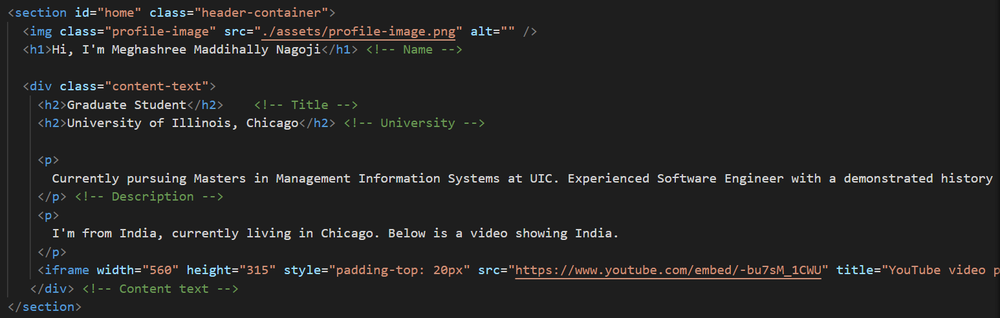 <section id="home" class="header-container">
<img class="profile-image" src="./assets/profile-image.png" alt="" />
<h1>Hi, I'm Meghashree Maddihally Nagoji</h1> <!-- Name -->
<div class="content-text">
<h2>Graduate Student</h2>    <!-- Title -->
<h2>University of Illinois, Chicago</h2> <!-- University -->
<p>
Currently pursuing Masters in Management Information Systems at UIC. Experienced Software Engineer with a demonstrated history
</p> <!-- Description -->
<p>
I'm from India, currently living in Chicago. Below is a video showing India.
</p>
<iframe width="560" height="315" style="padding-top: 20px" src="https://www.youtube.com/embed/-bu7sM_1CWU" title="YouTube video p
</div> <!-- Content text -->
</section>